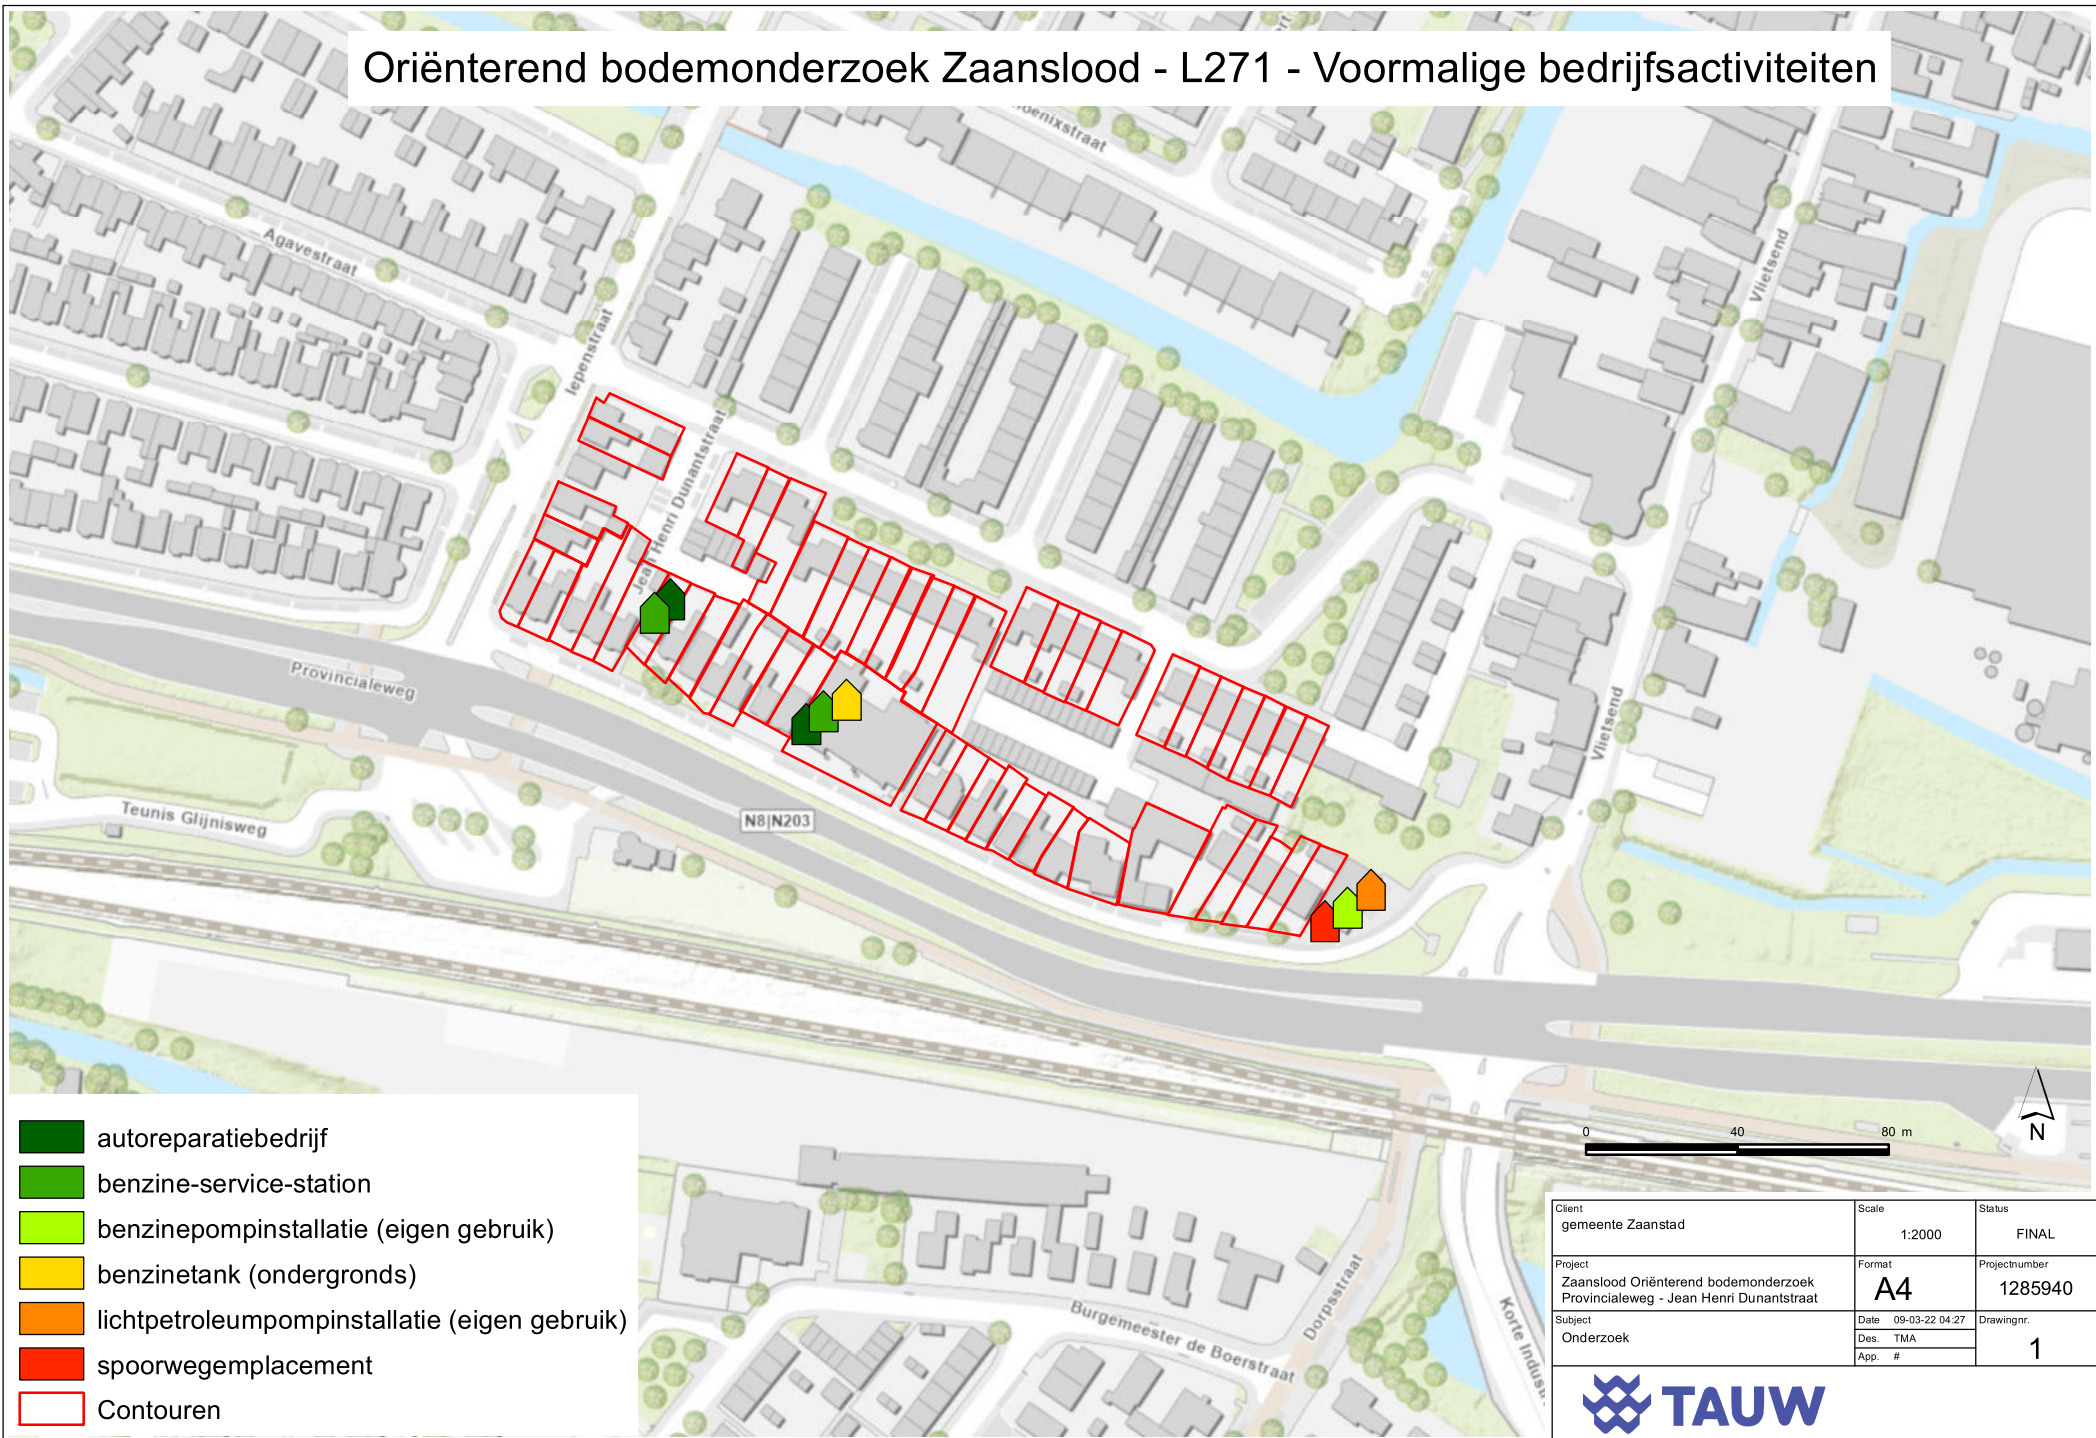 Oriënterend bodemonderzoek Zaanslood - L271 - Voormalige bedrijfsactiviteiten
Agavestraat
Iepenstraat
Jean Henri Dunantstraat
Vlietsend
Vlietsend
Provincialeweg
N8|N203
Teunis Glijnisweg
Burgemeester de Boerstraat
Dorpsstraat
autoreparatiebedrijf
benzine-service-station
benzinepompinstallatie (eigen gebruik)
benzinetank (ondergronds)
lichtpetroleumpompinstallatie (eigen gebruik)
spoorwegemplacement
Contouren
0 40 80 m
N
Client
gemeente Zaanstad
Scale
1:2000
Status
FINAL
Project
Zaanslood Oriënterend bodemonderzoek
Provincialeweg - Jean Henri Dunantstraat
Format
A4
Projectnumber
1285940
Subject
Onderzoek
Date 09-03-22 04:27
Des. TMA
App. #
Drawingnr.
1
TAUW